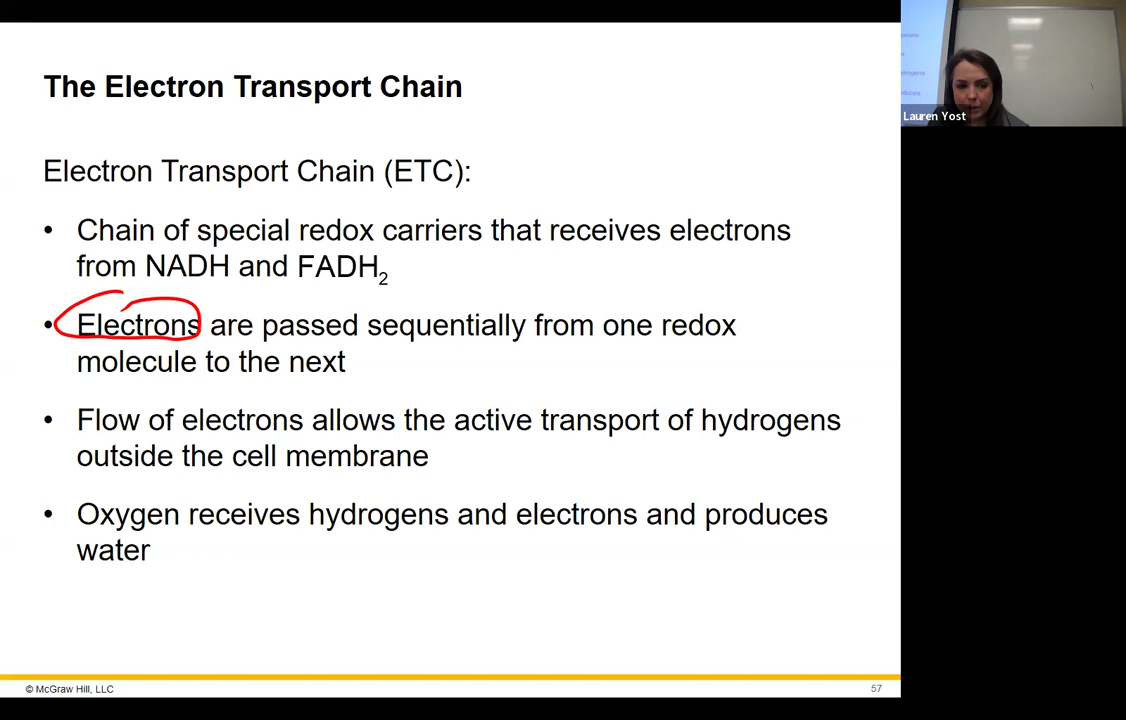 The Electron Transport Chain
Electron Transport Chain (ETC):
• Chain of special redox carriers that receives electrons
from NADH and FADH2
• Electrons are passed sequentially from one redox
molecule to the next
• Flow of electrons allows the active transport of hydrogens
outside the cell membrane
• Oxygen receives hydrogens and electrons and produces
water
© McGraw Hill, LLC
57
Lauren Yost